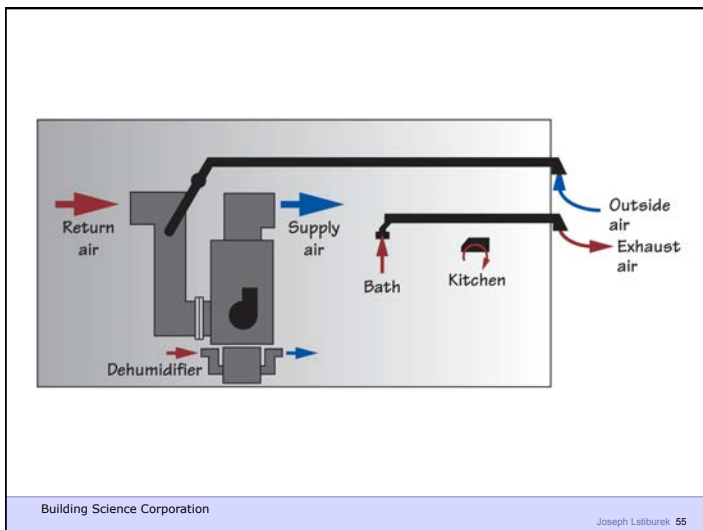 Return
air
Supply
air
Outside
air
Exhaust
air
Bath
Kitchen
Dehumidifier
Building Science Corporation
Joseph Lstiburek 55